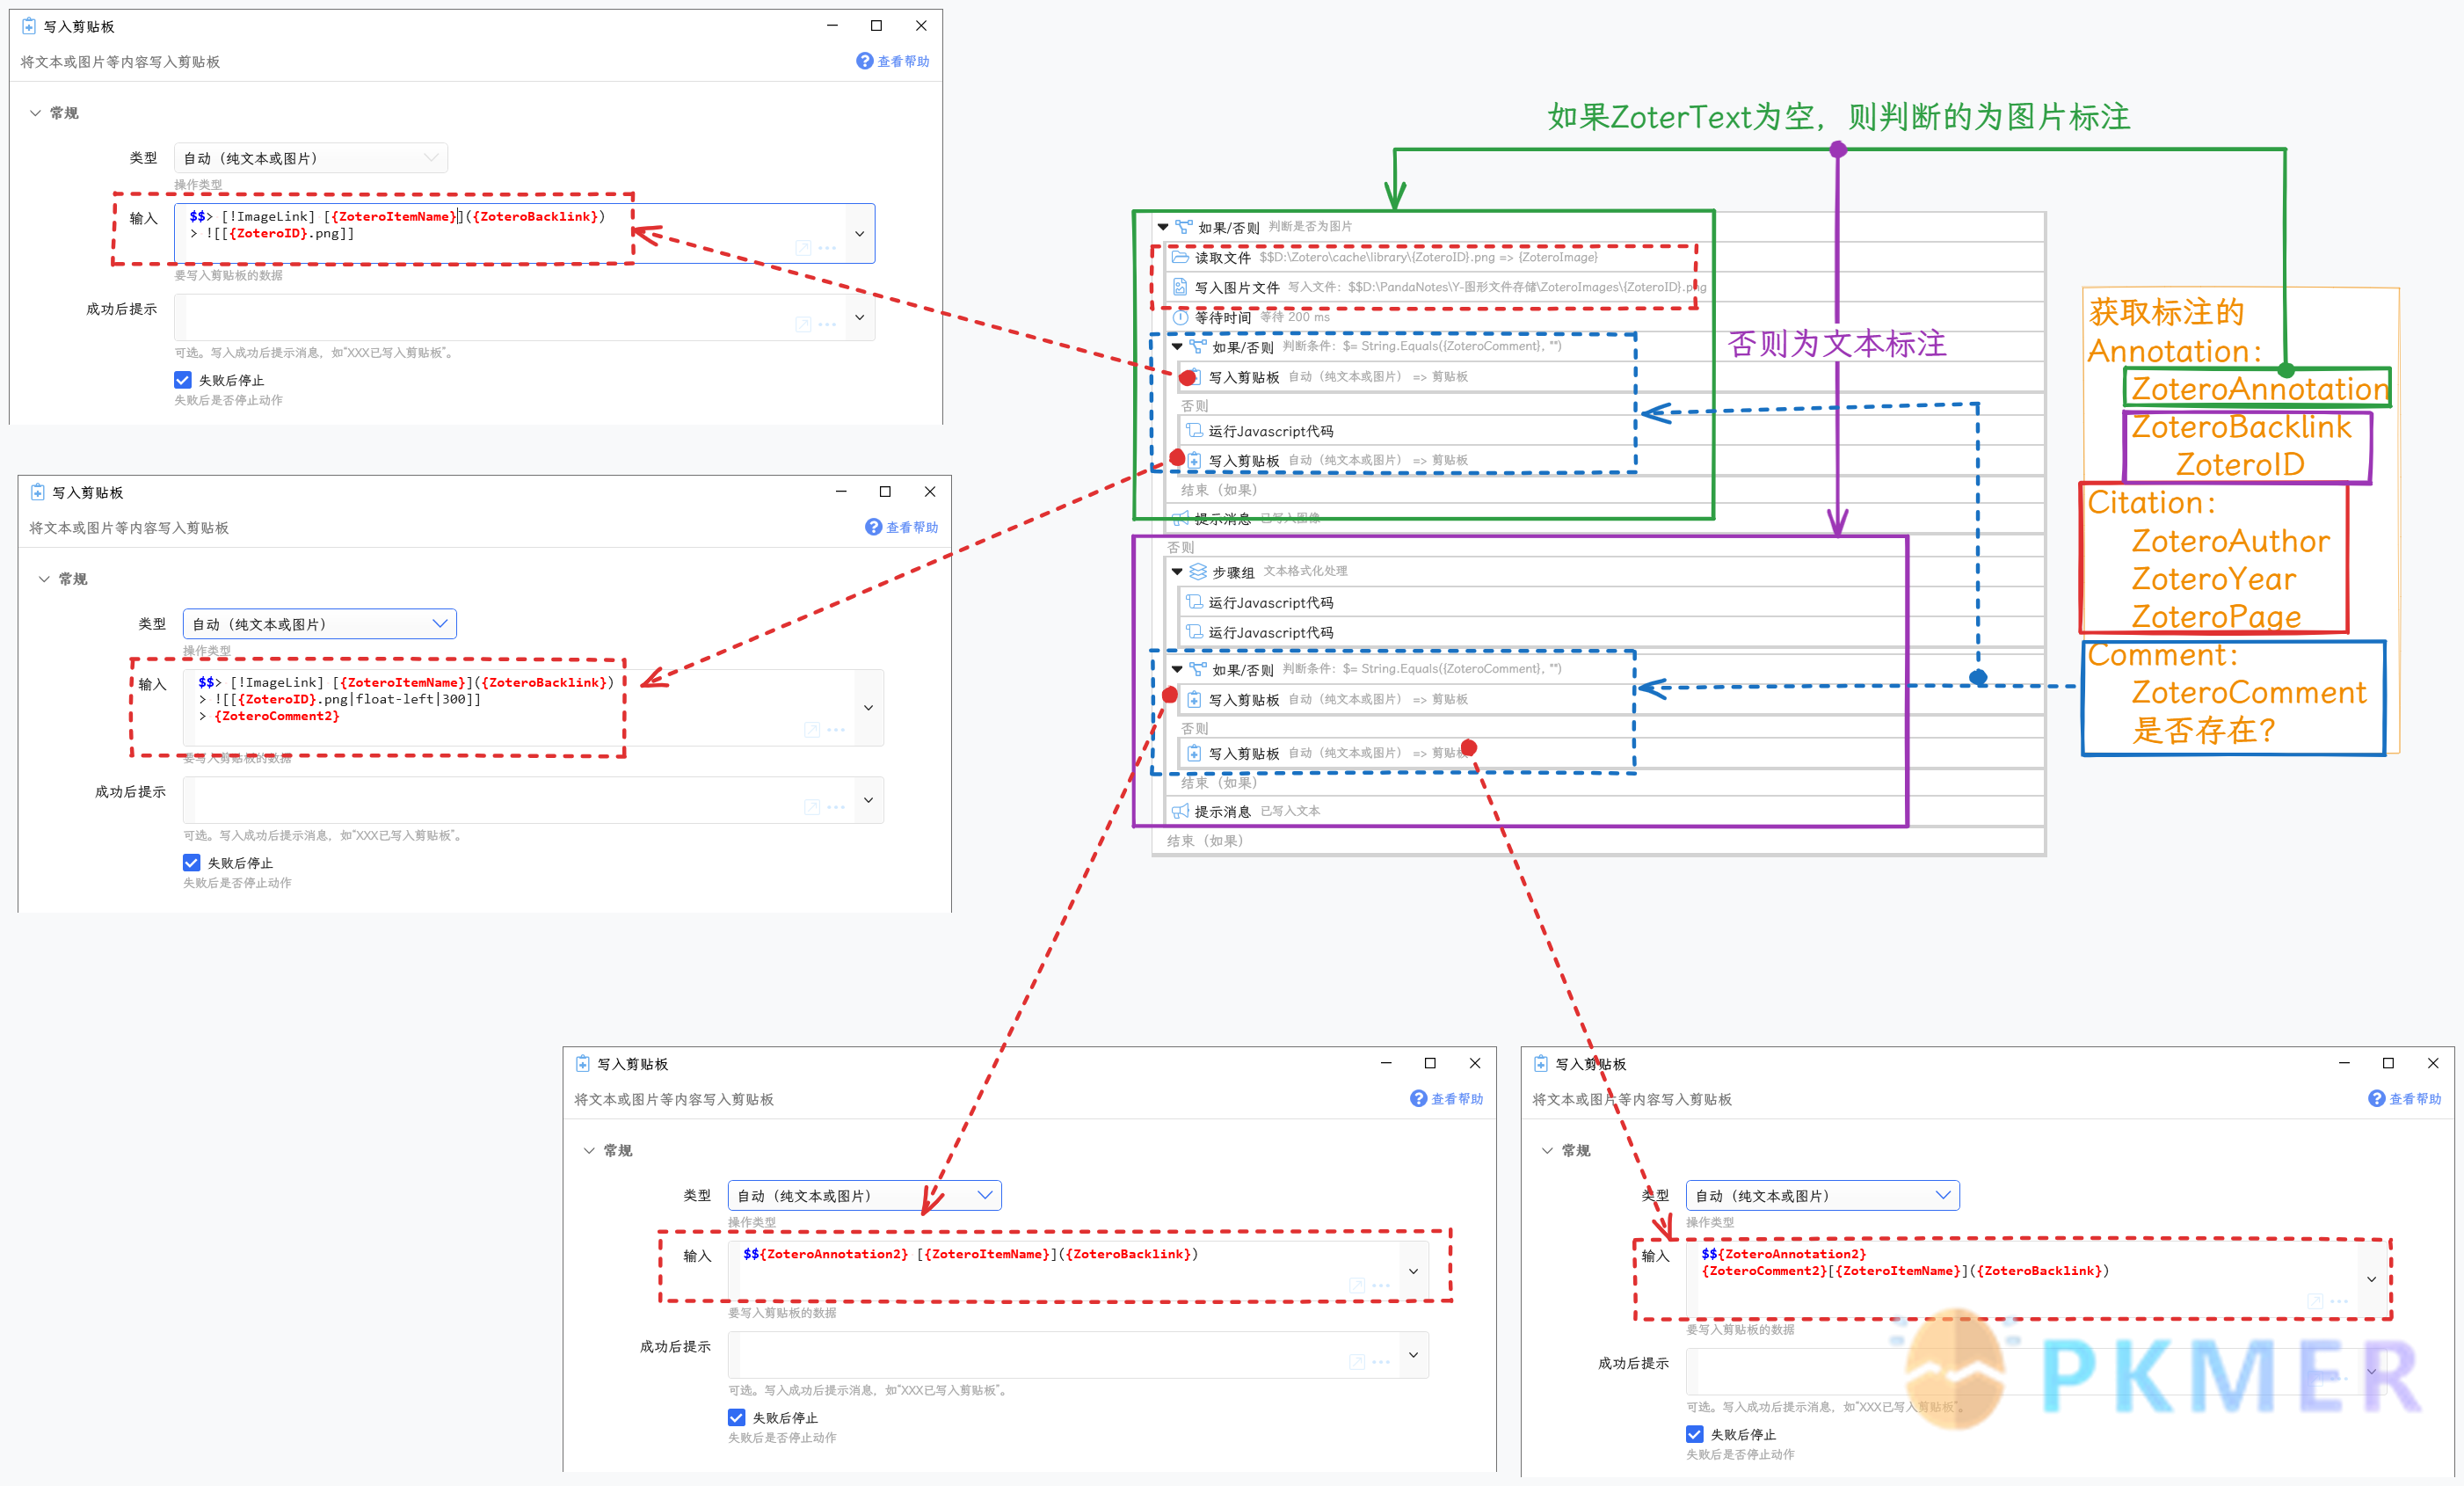 写入剪贴板
将文本或图片等内容写入剪贴板
查看帮助
常规
类型
自动（纯文本或图片）
操作类型
输入
$$> [!ImageLink] [{ZoteroItemName}]({ZoteroBacklink})
> ![[{ZoteroID}.png]]
要写入剪贴板的数据
成功后提示
可选。写入成功后提示消息，如“XXX已写入剪贴板”。
失败后停止
失败后是否停止动作
写入剪贴板
将文本或图片等内容写入剪贴板
查看帮助
常规
类型
自动（纯文本或图片）
操作类型
输入
$$> [!ImageLink] [{ZoteroItemName}]({ZoteroBacklink})
> ![[{ZoteroID}.png|float-left|300]]
> {ZoteroComment2}
要写入剪贴板的数据
成功后提示
可选。写入成功后提示消息，如“XXX已写入剪贴板”。
失败后停止
失败后是否停止动作
如果ZoterText为空，则判断的为图片标注
如果/否则 判断是否为图片
读取文件 $$D:\Zotero\cache\library\{ZoteroID}.png => {ZoteroImage}
写入图片文件 写入文件：$$D:\PandaNotes\Y-图形文件存储\ZoteroImages\{ZoteroID}.png
等待时间 等待 200 ms
如果/否则 判断条件：$= String.Equals({ZoteroComment}, "")
写入剪贴板 自动（纯文本或图片） => 剪贴板
否则
运行Javascript代码
写入剪贴板 自动（纯文本或图片） => 剪贴板
结束（如果）
提示消息 已写入图像
否则为文本标注
否则
步骤组 文本格式化处理
运行Javascript代码
运行Javascript代码
如果/否则 判断条件：$= String.Equals({ZoteroComment}, "")
写入剪贴板 自动（纯文本或图片） => 剪贴板
否则
写入剪贴板 自动（纯文本或图片） => 剪贴板
结束（如果）
提示消息 已写入文本
结束（如果）
获取标注的
Annotation：
ZoteroAnnotation
ZoteroBacklink
ZoteroID
Citation：
ZoteroAuthor
ZoteroYear
ZoteroPage
Comment：
ZoteroComment
是否存在？
写入剪贴板
将文本或图片等内容写入剪贴板
查看帮助
常规
类型
自动（纯文本或图片）
操作类型
输入
$${ZoteroAnnotation2} [{ZoteroItemName}]({ZoteroBacklink})
要写入剪贴板的数据
成功后提示
可选。写入成功后提示消息，如“XXX已写入剪贴板”。
失败后停止
失败后是否停止动作
写入剪贴板
将文本或图片等内容写入剪贴板
查看帮助
常规
类型
自动（纯文本或图片）
操作类型
输入
$${ZoteroAnnotation2}
{ZoteroComment2}[{ZoteroItemName}]({ZoteroBacklink})
要写入剪贴板的数据
成功后提示
可选。写入成功后提示消息，如“XXX已写入剪贴板”。
失败后停止
失败后是否停止动作
PKMER